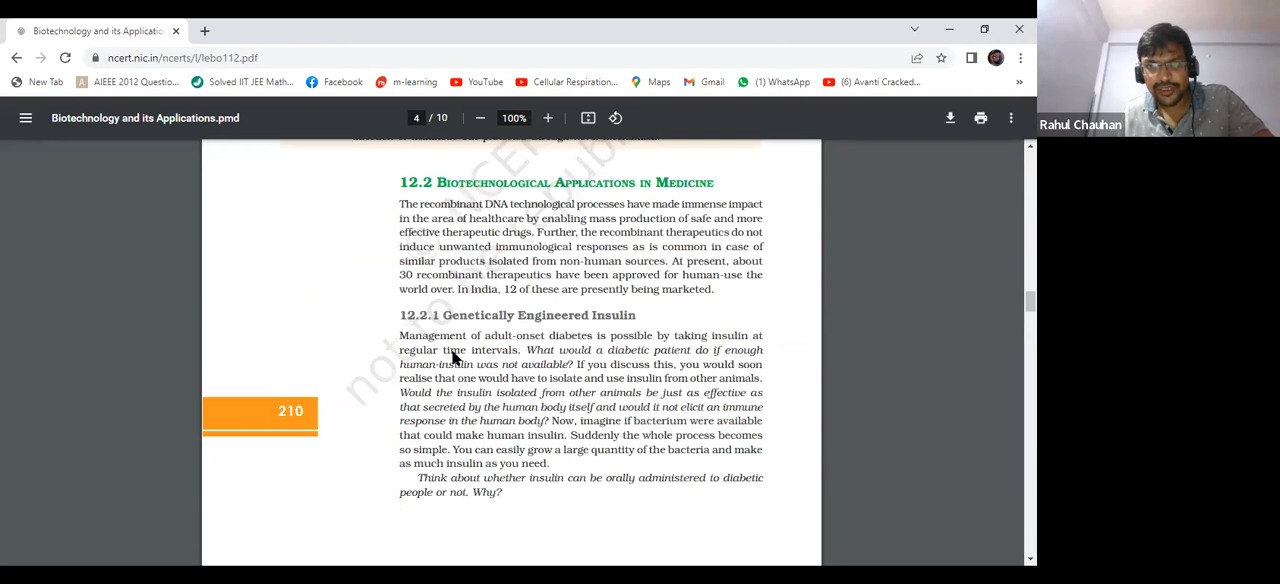 Biotechnology and its Applicatio
ncert.nic.in/ncerts/l/lebo112.pdf
New Tab
AIEEE 2012 Questio...
Solved IIT JEE Math...
Facebook
m-learning
YouTube
Cellular Respiration...
Maps
Gmail
(1) WhatsApp
(6) Avanti Cracked...
»
Biotechnology and its Applications.pmd
4 / 10
100%
Rahul Chauhan
12.2 BIOTECHNOLOGICAL APPLICATIONS IN MEDICINE
The recombinant DNA technological processes have made immense impact
in the area of healthcare by enabling mass production of safe and more
effective therapeutic drugs. Further, the recombinant therapeutics do not
induce unwanted immunological responses as is common in case of
similar products isolated from non-human sources. At present, about
30 recombinant therapeutics have been approved for human-use the
world over. In India, 12 of these are presently being marketed.
12.2.1 Genetically Engineered Insulin
Management of adult-onset diabetes is possible by taking insulin at
regular time intervals. What would a diabetic patient do if enough
human-insulin was not available? If you discuss this, you would soon
realise that one would have to isolate and use insulin from other animals.
Would the insulin isolated from other animals be just as effective as
that secreted by the human body itself and would it not elicit an immune
response in the human body? Now, imagine if bacterium were available
that could make human insulin. Suddenly the whole process becomes
so simple. You can easily grow a large quantity of the bacteria and make
as much insulin as you need.
Think about whether insulin can be orally administered to diabetic
people or not. Why?
210
© NCERT
not to be republi